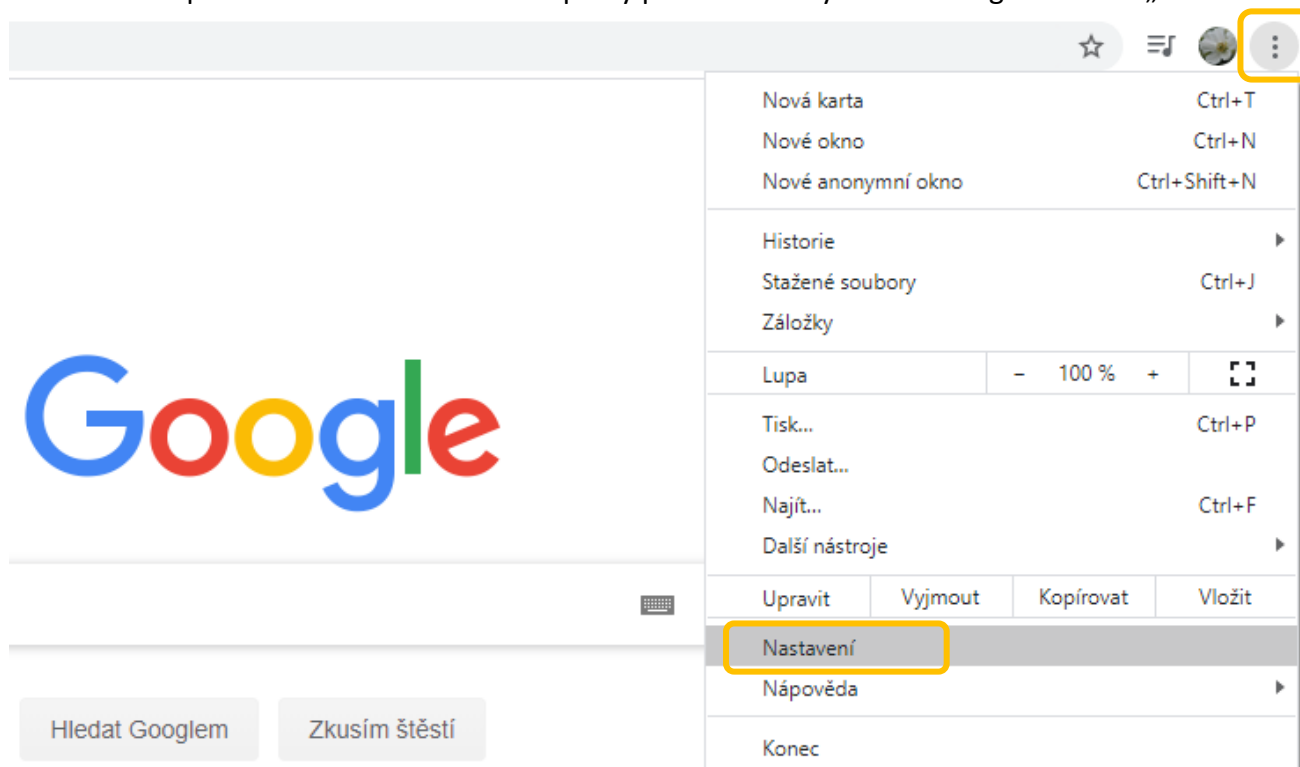 Nová karta Ctrl+T
Nové okno Ctrl+N
Nové anonymní okno Ctrl+Shift+N
Historie
Stažené soubory Ctrl+J
Záložky
Lupa - 100 % +
Google
Tisk... Ctrl+P
Odeslat...
Najít... Ctrl+F
Další nástroje
Upravit Vyjmout Kopírovat Vložit
Nastavení
Nápověda
Hledat Googlem Zkusím štěstí
Konec